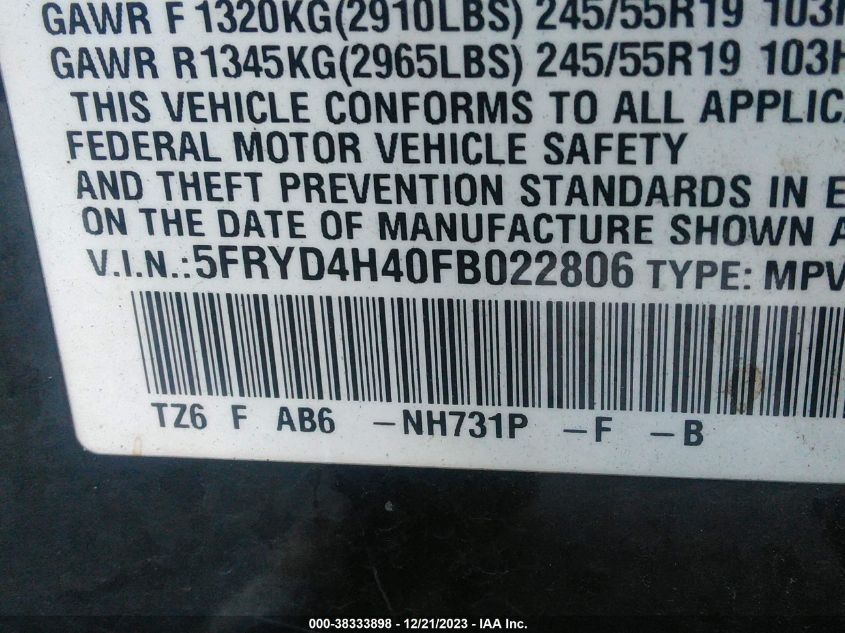 GAWR F 1320KG(2910LBS) 245/55R19 103H
GAWR R1345KG(2965LBS) 245/55R19 103H
THIS VEHICLE CONFORMS TO ALL APPLIC
FEDERAL MOTOR VEHICLE SAFETY
AND THEFT PREVENTION STANDARDS IN E
ON THE DATE OF MANUFACTURE SHOWN A
V.I.N.:5FRYD4H40FB022806 TYPE: MPV
TZ6 F AB6 -NH731P -F -B
000-38333898 - 12/21/2023 - IAA Inc.